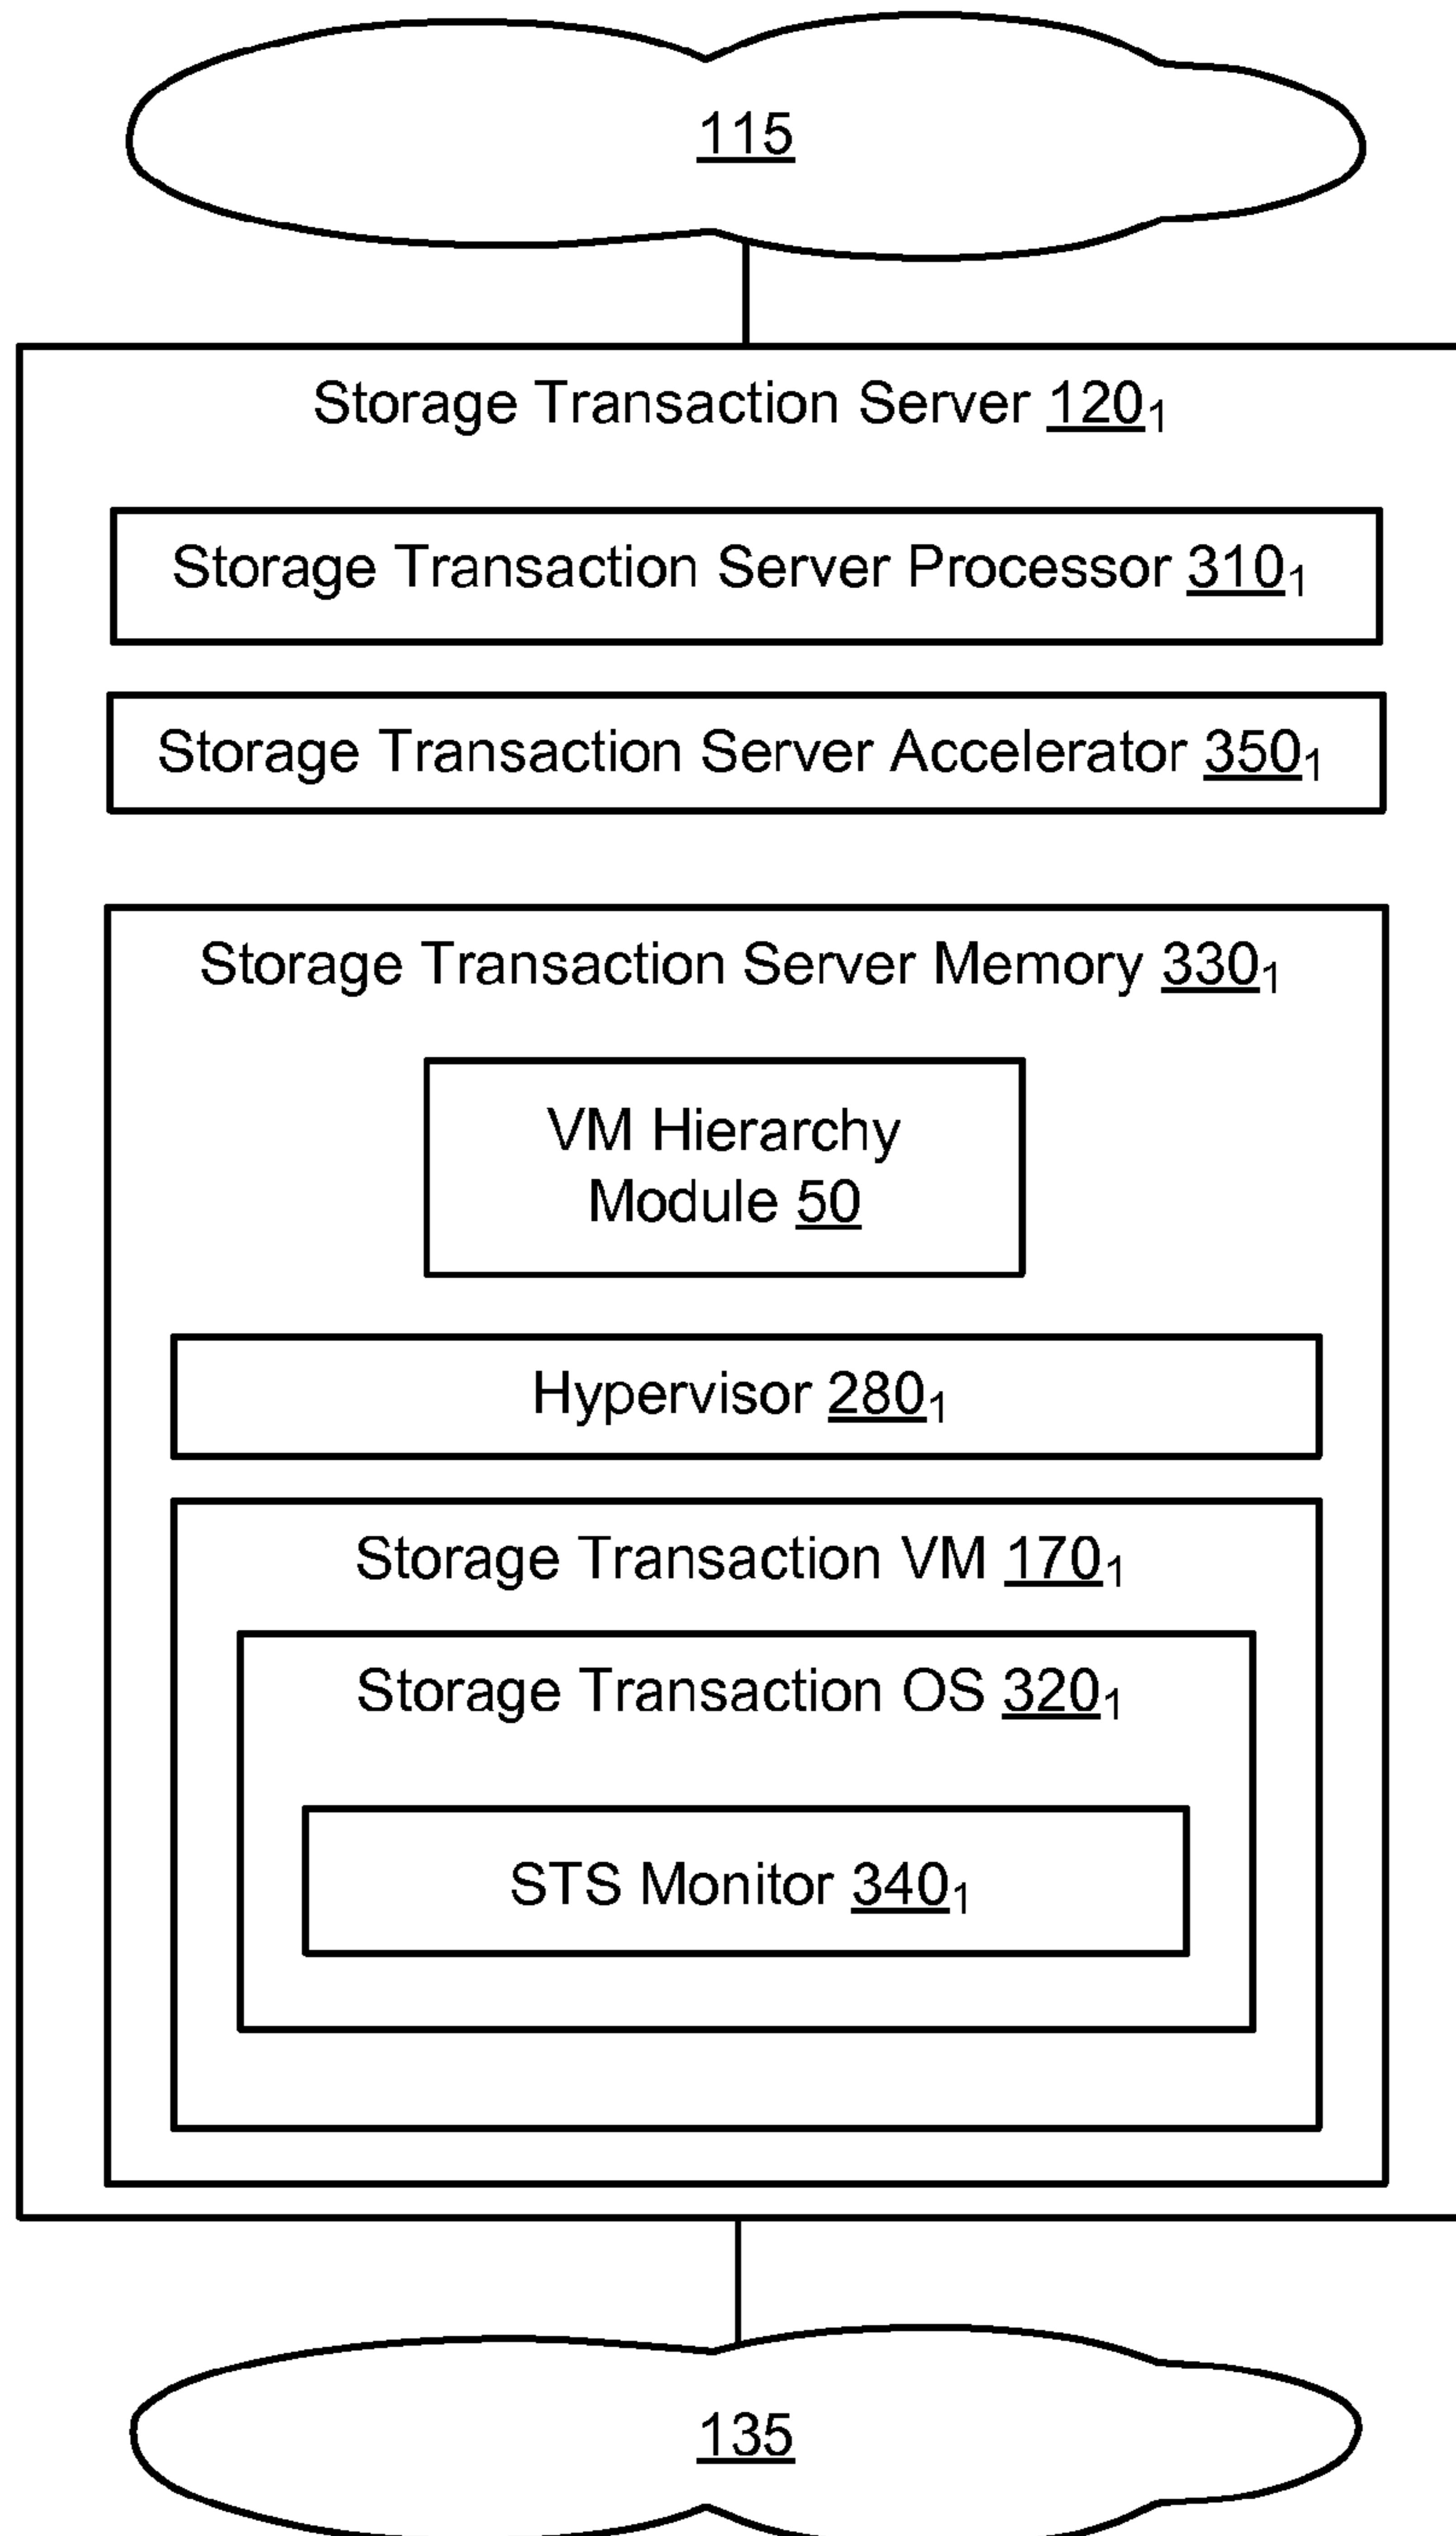 115
Storage Transaction Server 120₁
Storage Transaction Server Processor 310₁
Storage Transaction Server Accelerator 350₁
Storage Transaction Server Memory 330₁
VM Hierarchy
Module 50
Hypervisor 280₁
Storage Transaction VM 170₁
Storage Transaction OS 320₁
STS Monitor 340₁
135